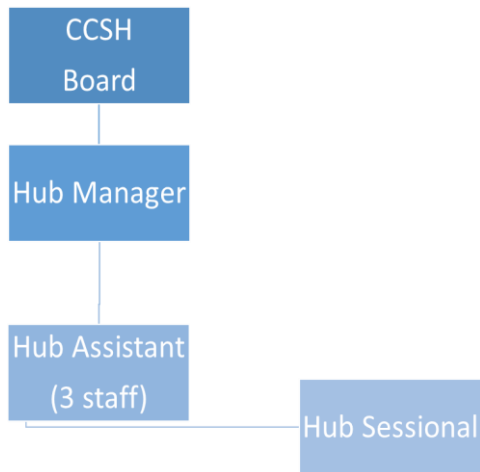 CCSH
Board
Hub Manager
Hub Assistant
(3 staff)
Hub Sessional